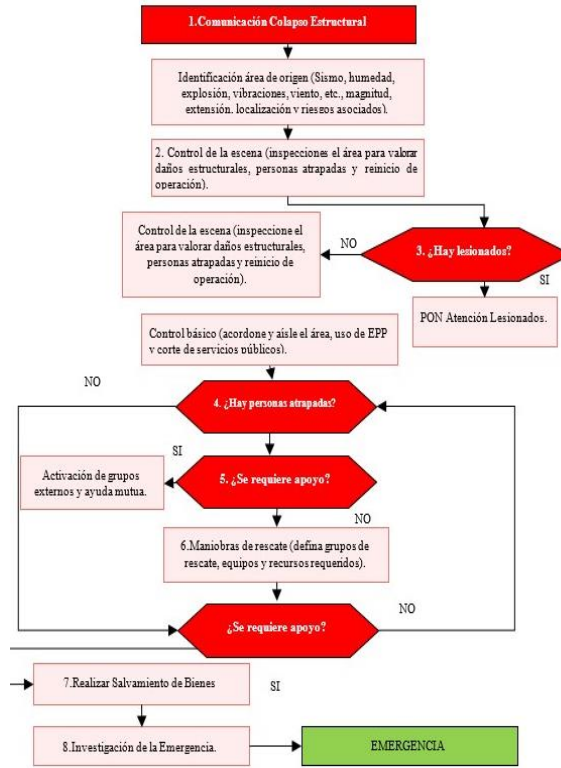 1.Comunicación Colapso Estructural
Identificación área de origen (Sismo, humedad,
explosión, vibraciones, viento, etc., magnitud,
extensión, localización y riesgos asociados).
2. Control de la escena (inspecciones el área para valorar
daños estructurales, personas atrapadas y reinicio de
operación).
Control de la escena (inspeccione el
área para valorar daños estructurales,
personas atrapadas y reinicio de
operación).
NO
3. ¿Hay lesionados?
SI
PON Atención Lesionados.
Control básico (acordone y aisle el área, uso de EPP
y corte de servicios públicos).
NO
4. ¿Hay personas atrapadas?
SI
Activación de grupos
externos y ayuda mutua.
5. ¿Se requiere apoyo?
NO
6.Maniobras de rescate (defina grupos de
rescate, equipos y recursos requeridos).
¿Se requiere apoyo?
NO
7.Realizar Salvamiento de Bienes
SI
8.Investigación de la Emergencia.
EMERGENCIA